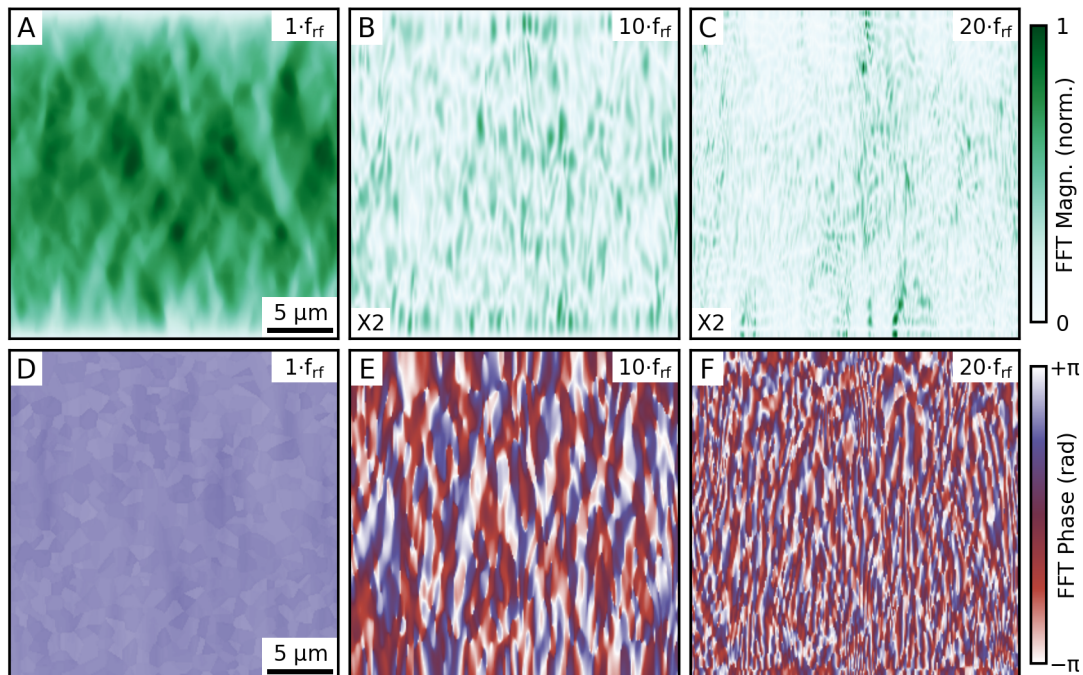 A
1·frf
5 µm
B
10·frf
X2
C
20·frf
X2
1
FFT Magn. (norm.)
0
D
1·frf
5 µm
E
10·frf
F
20·frf
+π
FFT Phase (rad)
−π